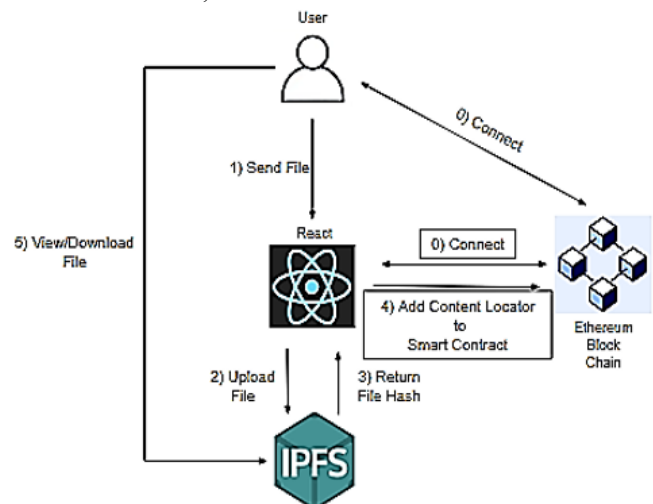 User
0) Connect
1) Send File
React
0) Connect
5) View/Download
File
4) Add Content Locator
to
Smart Contract
Ethereum
Block
Chain
2) Upload
File
3) Return
File Hash
IPFS